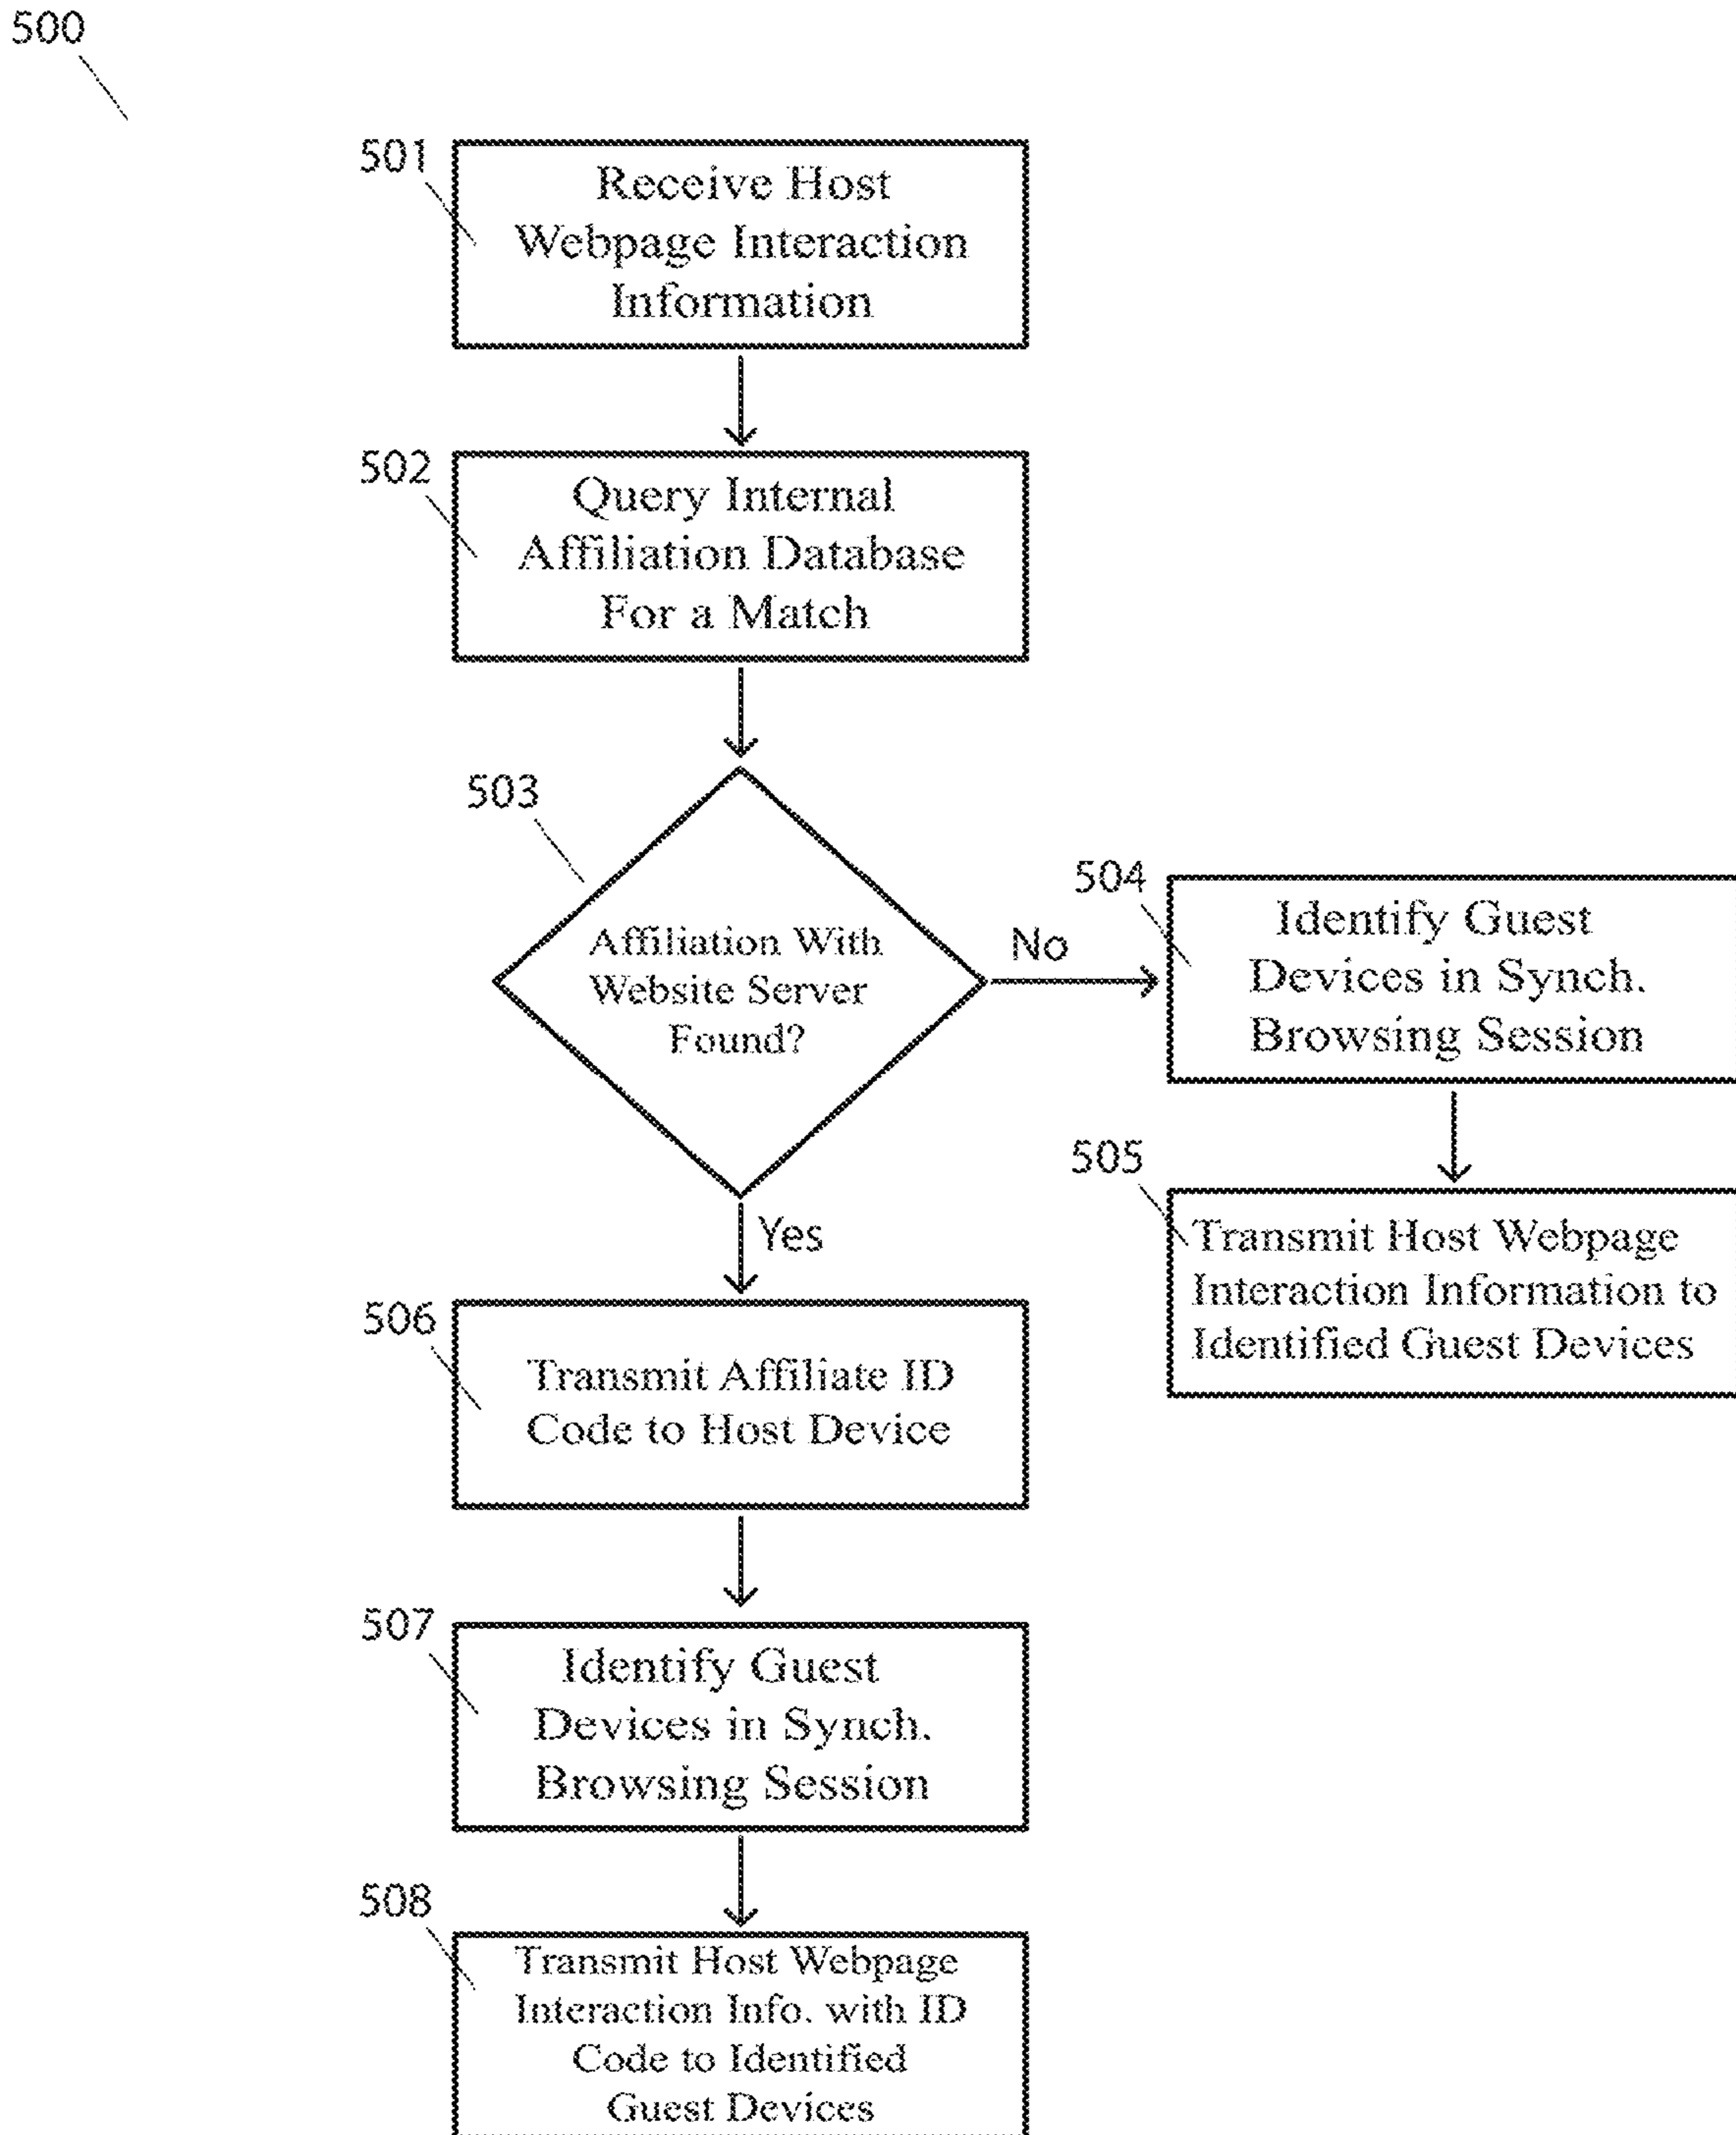 500
501
Receive Host
Webpage Interaction
Information
502
Query Internal
Affiliation Database
For a Match
503
Affiliation With
Website Server
Found?
No
504
Identify Guest
Devices in Synch.
Browsing Session
505
Transmit Host Webpage
Interaction Information to
Identified Guest Devices
Yes
506
Transmit Affiliate ID
Code to Host Device
507
Identify Guest
Devices in Synch.
Browsing Session
508
Transmit Host Webpage
Interaction Info. with ID
Code to Identified
Guest Devices